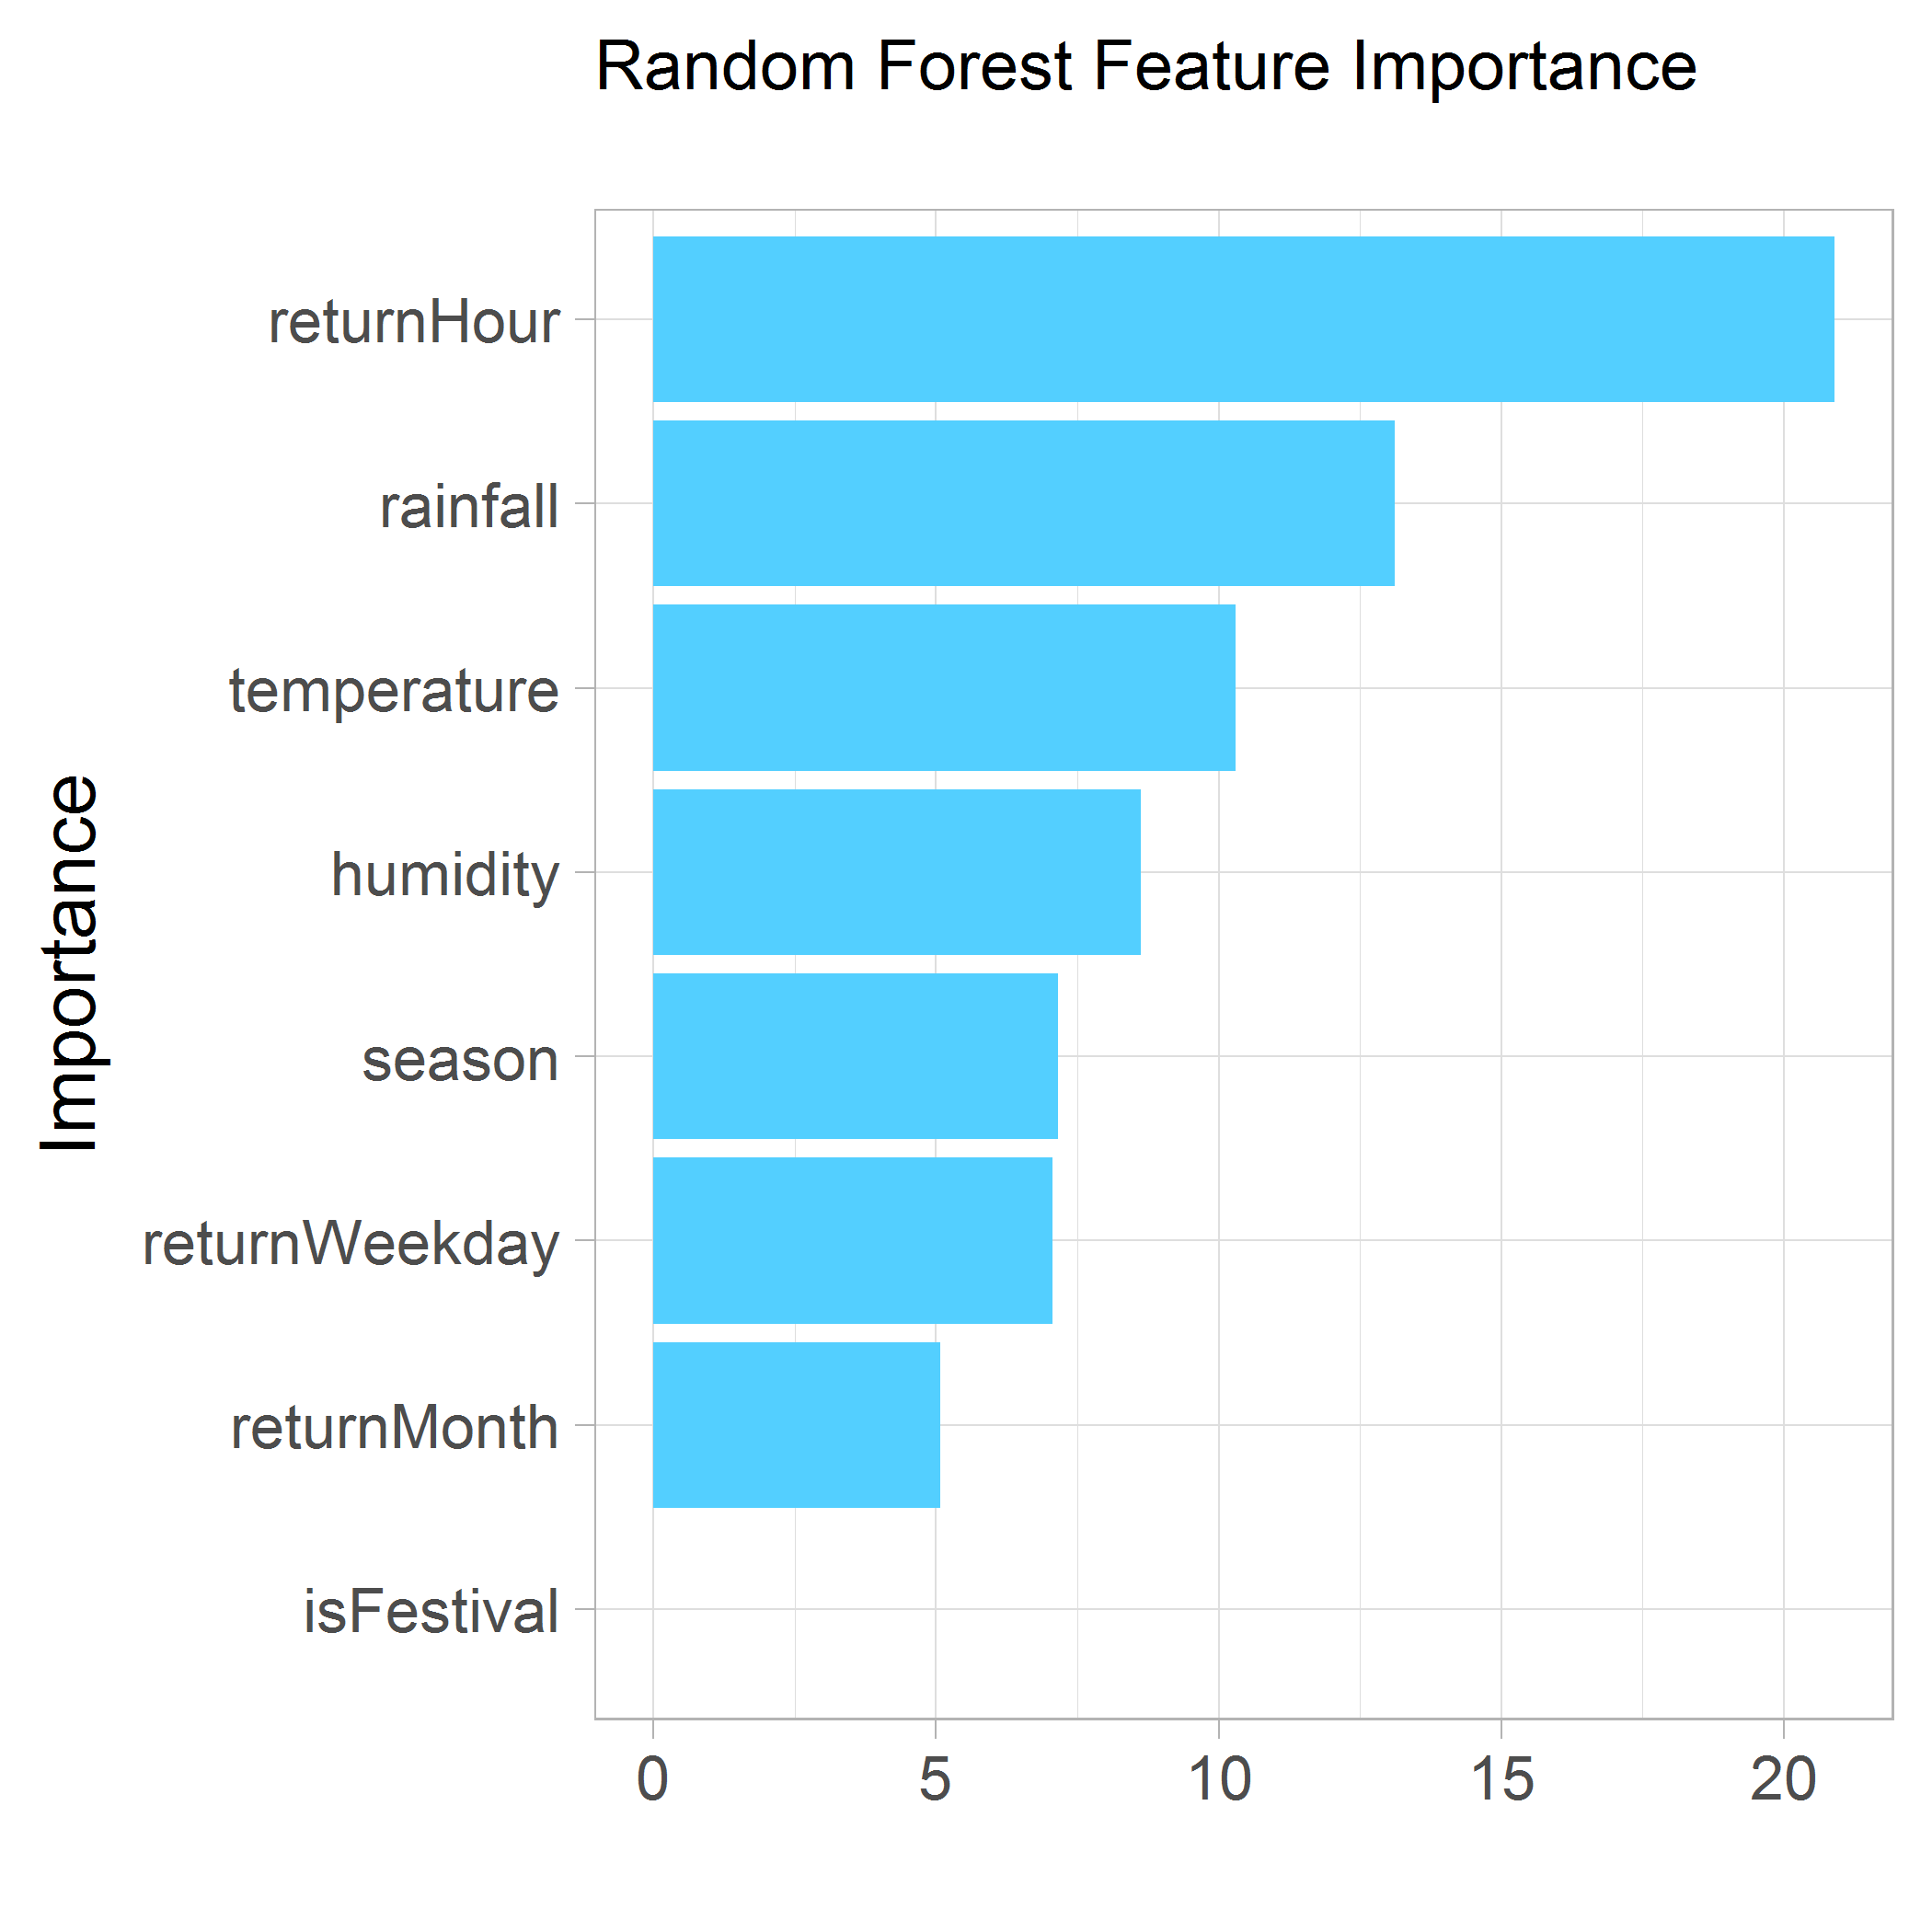 Random Forest Feature Importance
Importance
returnHour
rainfall
temperature
humidity
season
returnWeekday
returnMonth
isFestival
0 5 10 15 20